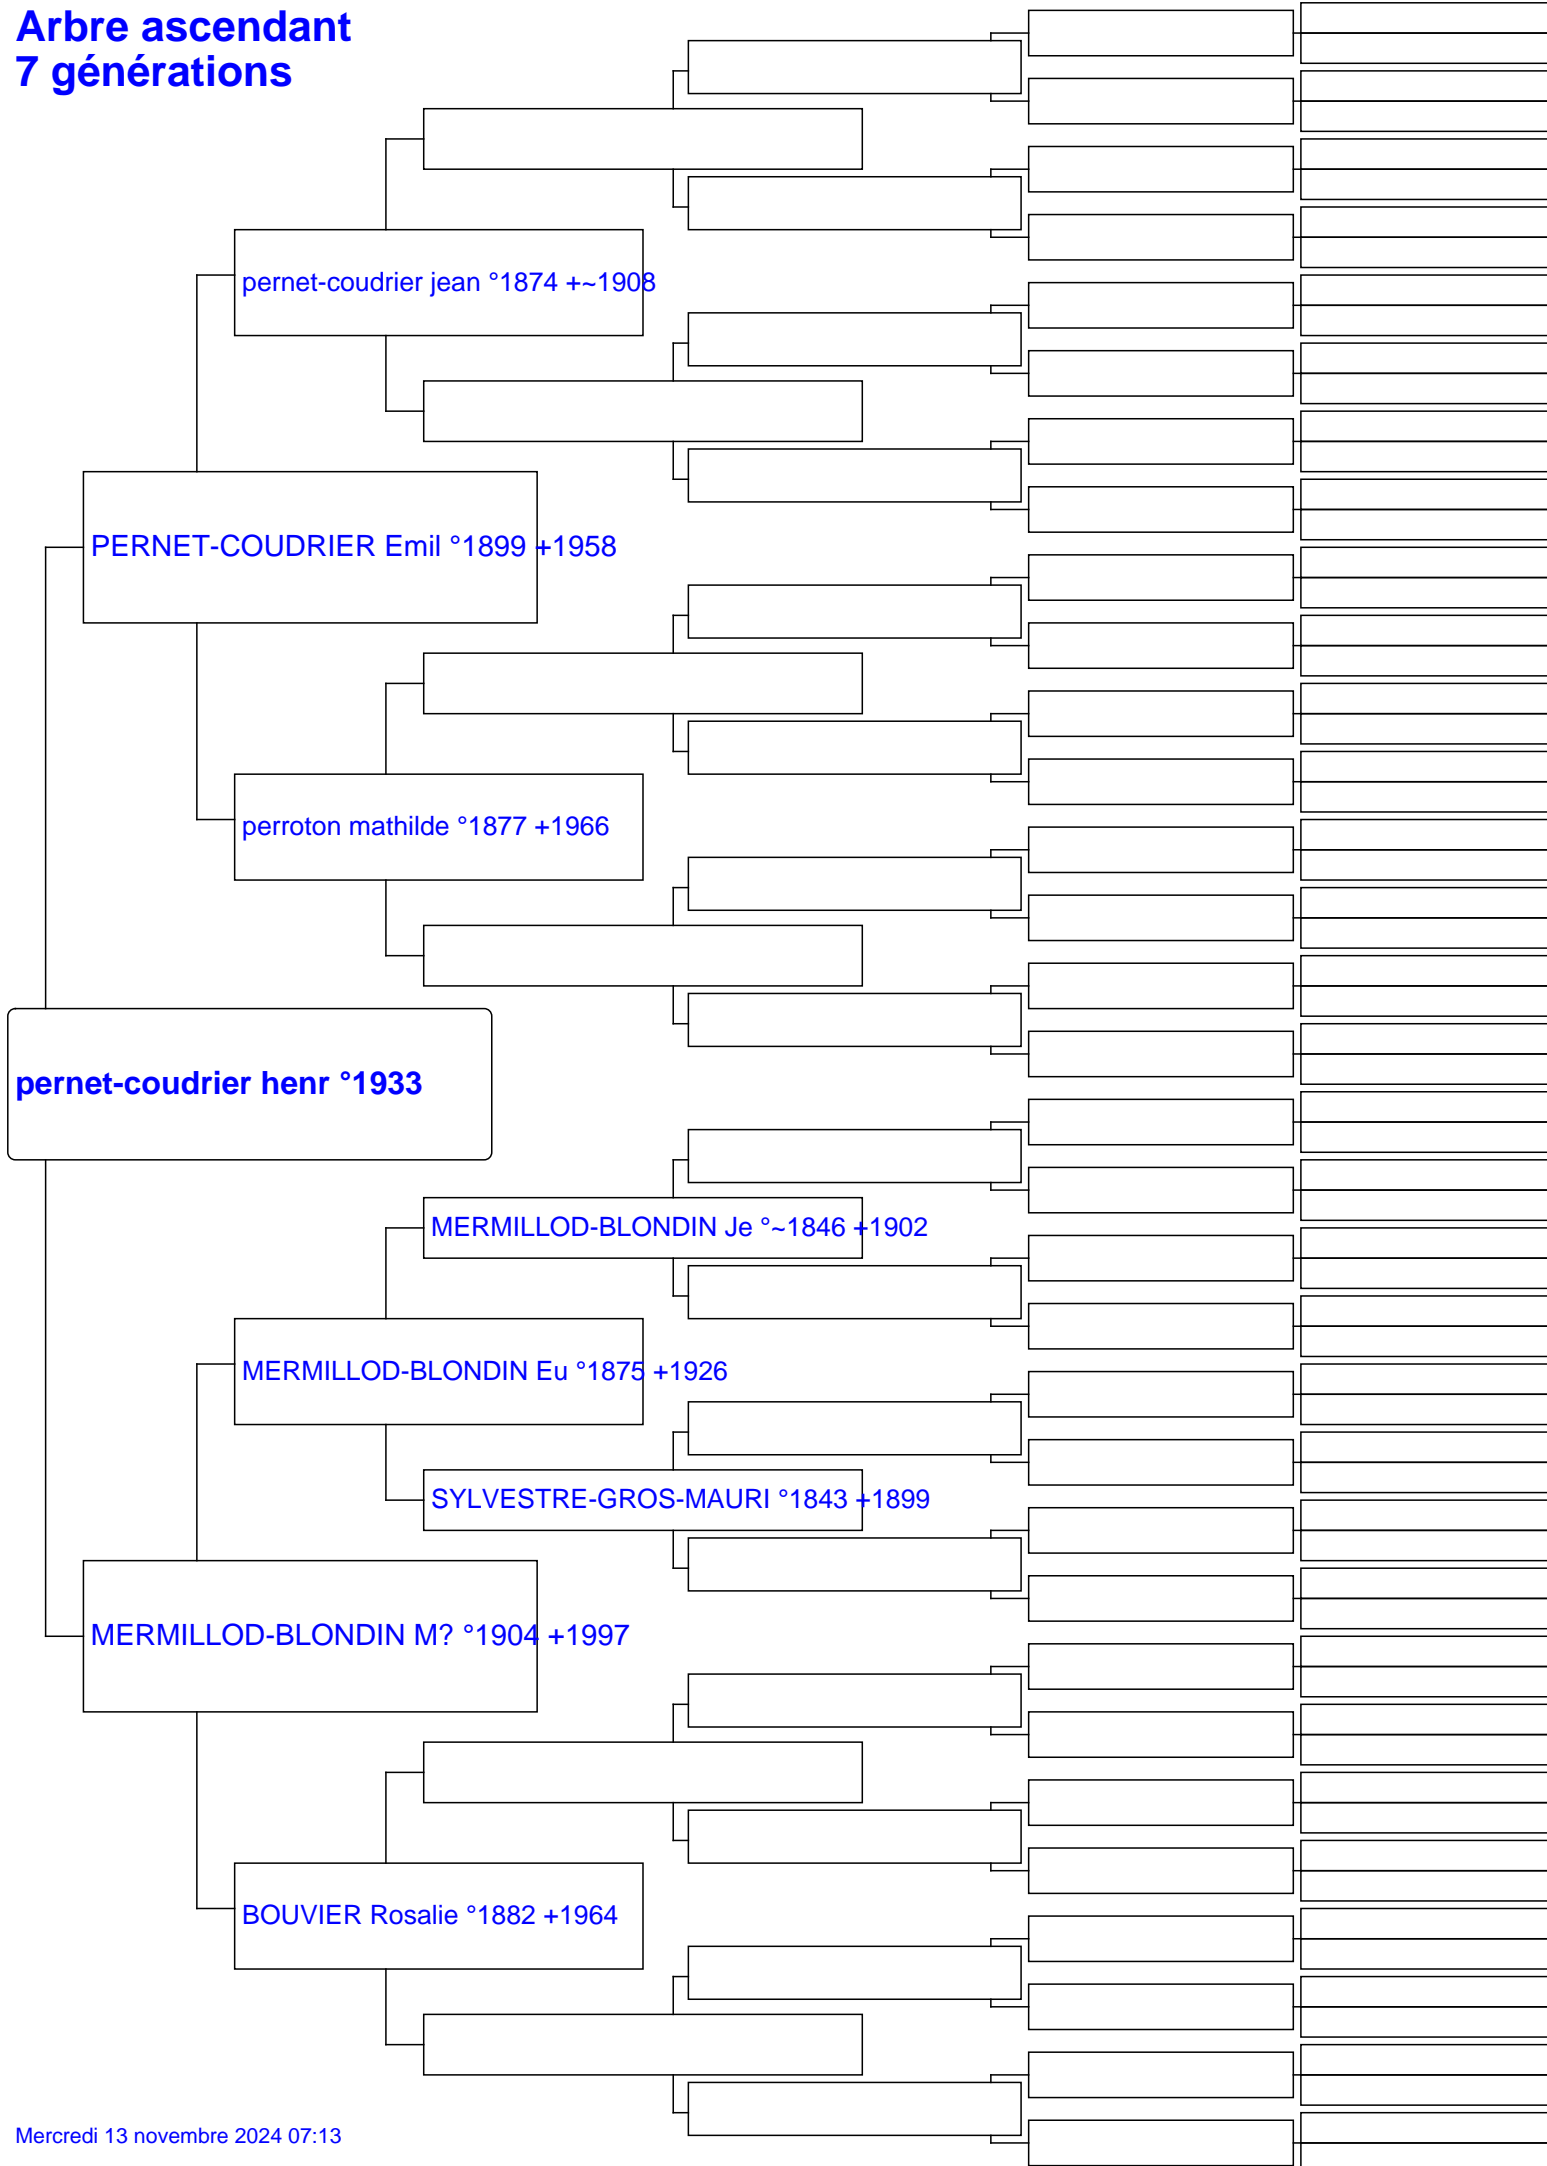 Arbre ascendant
7 générations
pernet-coudrier jean °1874 +~1908
PERNET-COUDRIER Emil °1899 +1958
perroton mathilde °1877 +1966
pernet-coudrier henr °1933
MERMILLOD-BLONDIN Je °~1846 +1902
MERMILLOD-BLONDIN Eu °1875 +1926
SYLVESTRE-GROS-MAURI °1843 +1899
MERMILLOD-BLONDIN M? °1904 +1997
BOUVIER Rosalie °1882 +1964
Mercredi 13 novembre 2024 07:13